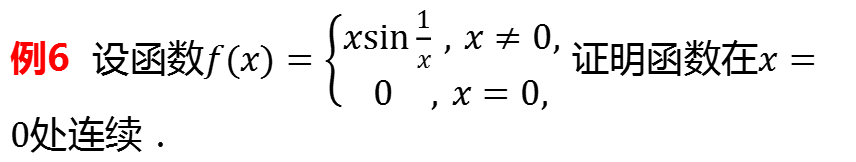 例6 设函数f(x) = { xsin 1/x , x ≠ 0, 0 , x = 0, 证明函数在x =
0处连续 .